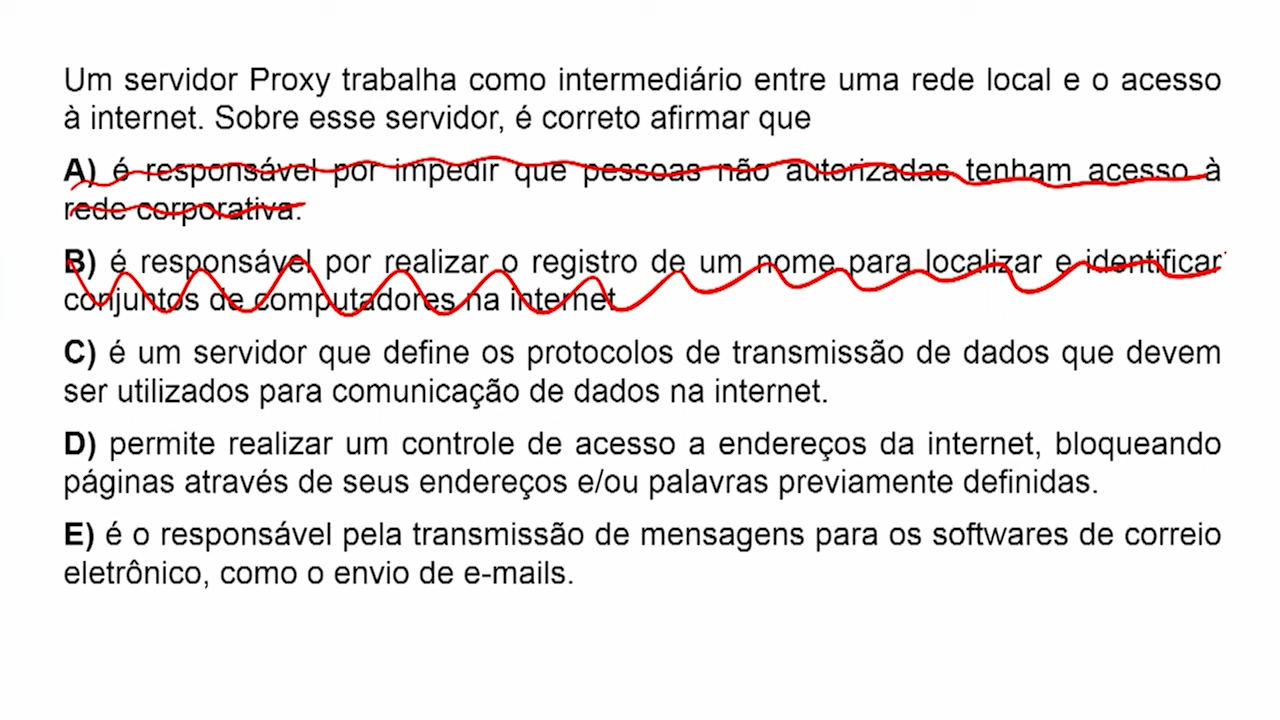 Um servidor Proxy trabalha como intermediário entre uma rede local e o acesso
à internet. Sobre esse servidor, é correto afirmar que
A) é responsável por impedir que pessoas não autorizadas tenham acesso à
rede corporativa.
B) é responsável por realizar o registro de um nome para localizar e identificar
conjuntos de computadores na internet
C) é um servidor que define os protocolos de transmissão de dados que devem
ser utilizados para comunicação de dados na internet.
D) permite realizar um controle de acesso a endereços da internet, bloqueando
páginas através de seus endereços e/ou palavras previamente definidas.
E) é o responsável pela transmissão de mensagens para os softwares de correio
eletrônico, como o envio de e-mails.